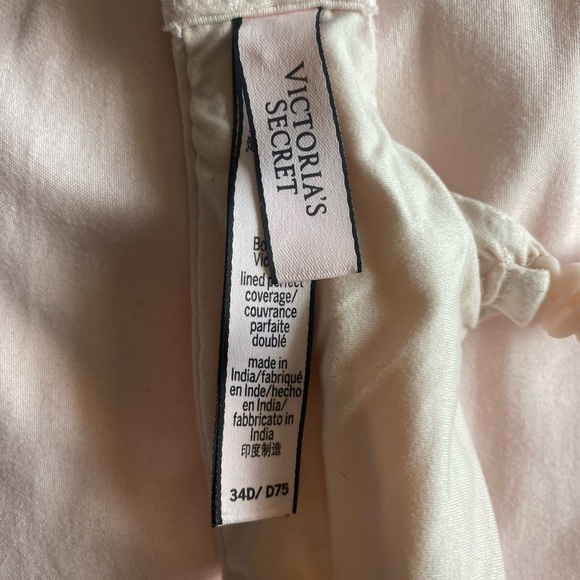 VICTORIA'S
SECRET
lined perfect
coverage/
couvrance
parfaite
doublé
made in
India/fabriqué
en Inde/hecho
en India/
fabbricato in
India
印度制造
34D/ D75